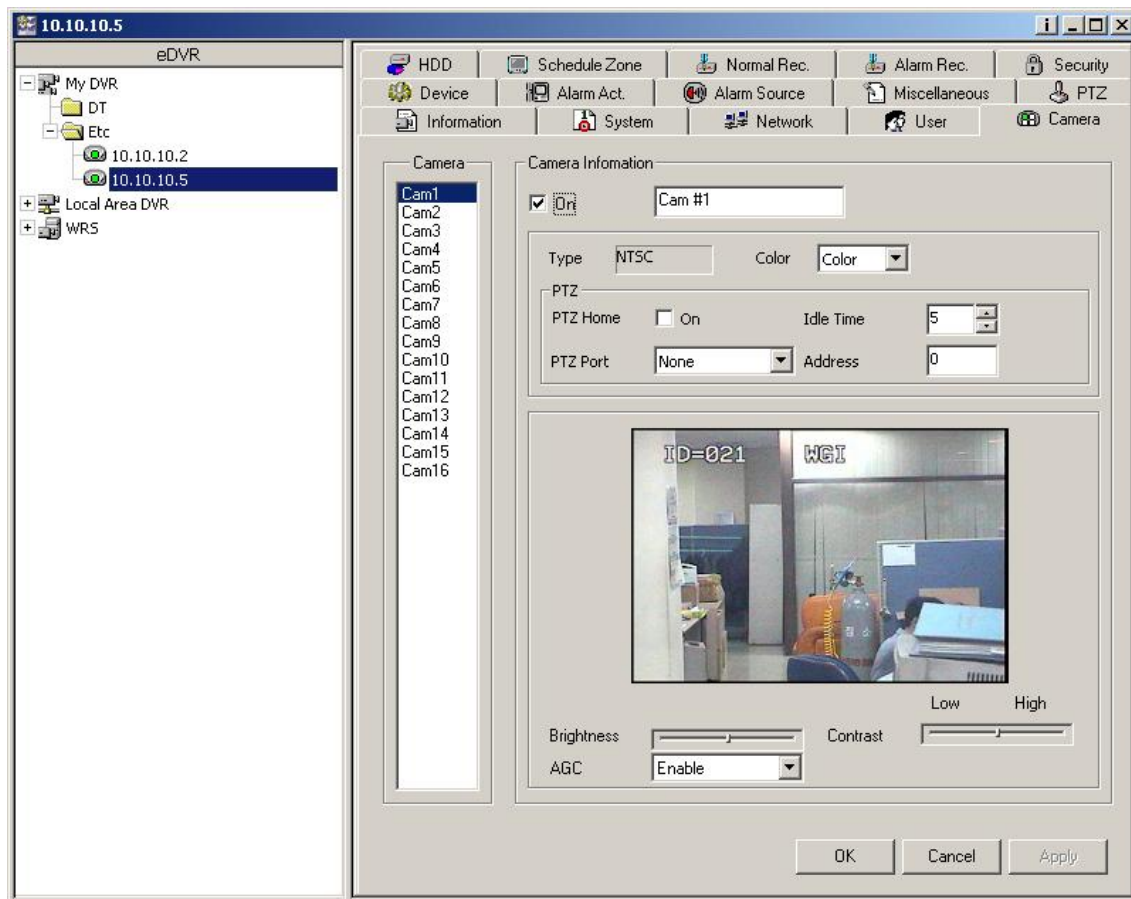 10.10.10.5
eDVR
My DVR
DT
Etc
10.10.10.2
10.10.10.5
Local Area DVR
WRS
HDD
Schedule Zone
Normal Rec.
Alarm Rec.
Security
Device
Alarm Act.
Alarm Source
Miscellaneous
PTZ
Information
System
Network
User
Camera
Camera
Cam1
Cam2
Cam3
Cam4
Cam5
Cam6
Cam7
Cam8
Cam9
Cam10
Cam11
Cam12
Cam13
Cam14
Cam15
Cam16
Camera Infomation
On
Cam #1
Type
NTSC
Color
Color
PTZ
PTZ Home
On
Idle Time
5
PTZ Port
None
Address
0
ID=021 WGI
Low High
Brightness
Contrast
AGC
Enable
OK
Cancel
Apply